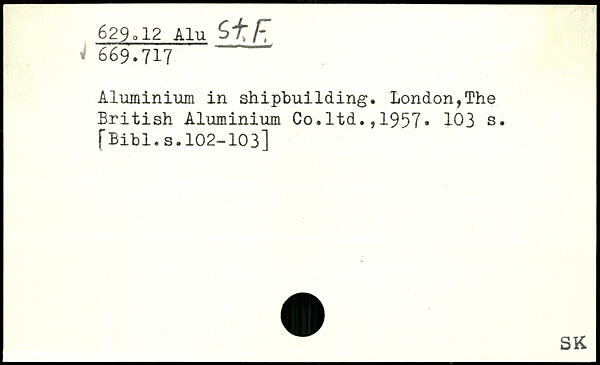 629.12 Alu St.F.
✓ 669.717
Aluminium in shipbuilding. London,The
British Aluminium Co.ltd.,1957. 103 s.
[Bibl.s.102-103]
SK